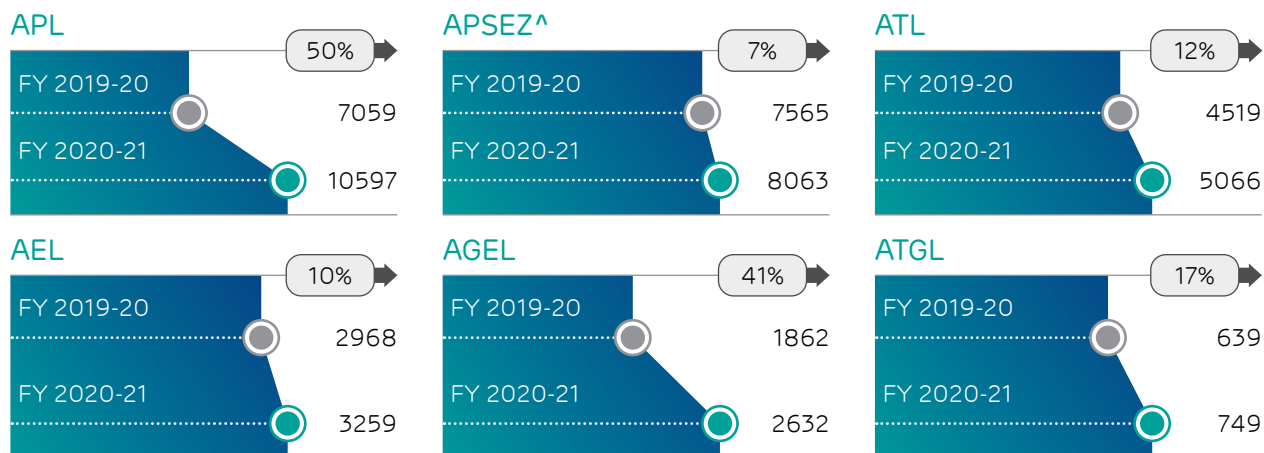 APL
50%
FY 2019-20
7059
FY 2020-21
10597
APSEZ^
7%
FY 2019-20
7565
FY 2020-21
8063
ATL
12%
FY 2019-20
4519
FY 2020-21
5066
AEL
10%
FY 2019-20
2968
FY 2020-21
3259
AGEL
41%
FY 2019-20
1862
FY 2020-21
2632
ATGL
17%
FY 2019-20
639
FY 2020-21
749